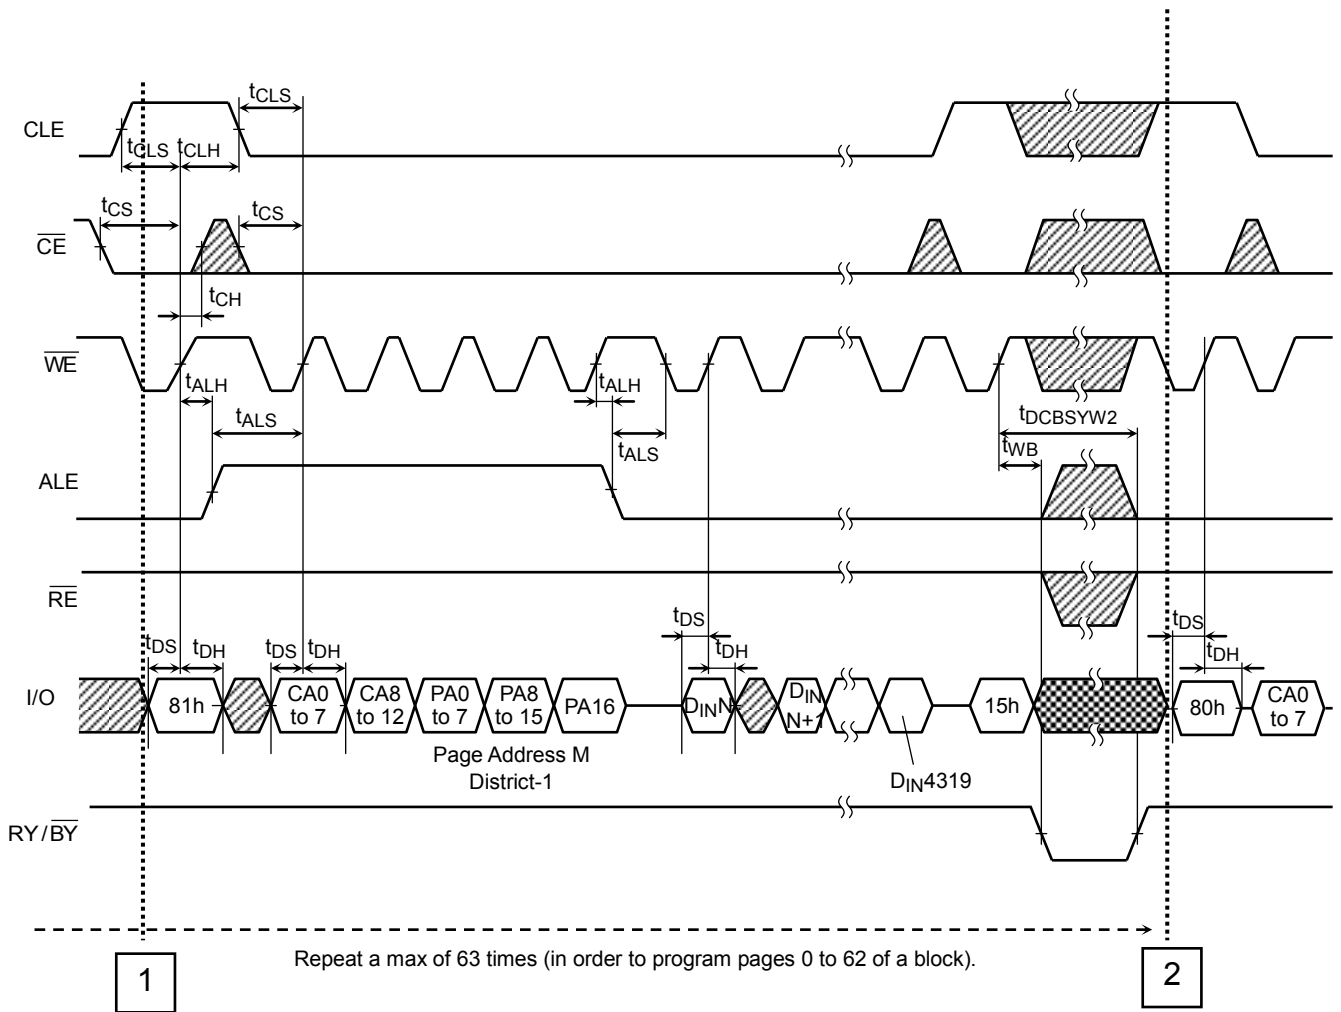 tCLS
CLE
tCLS tCLH
tCS tCS
CE
tCH
WE
tALH tALH
tALS tDCBSYW2
tALS tWB
ALE
RE
tDS tDH tDS tDH tDS tDH tDS tDH
I/O
81h
CA0 to 7
CA8 to 12
PA0 to 7
PA8 to 15
PA16
DINN
DIN N+1
15h
80h
CA0 to 7
Page Address M
District-1
DIN4319
RY/BY
Repeat a max of 63 times (in order to program pages 0 to 62 of a block).
1
2